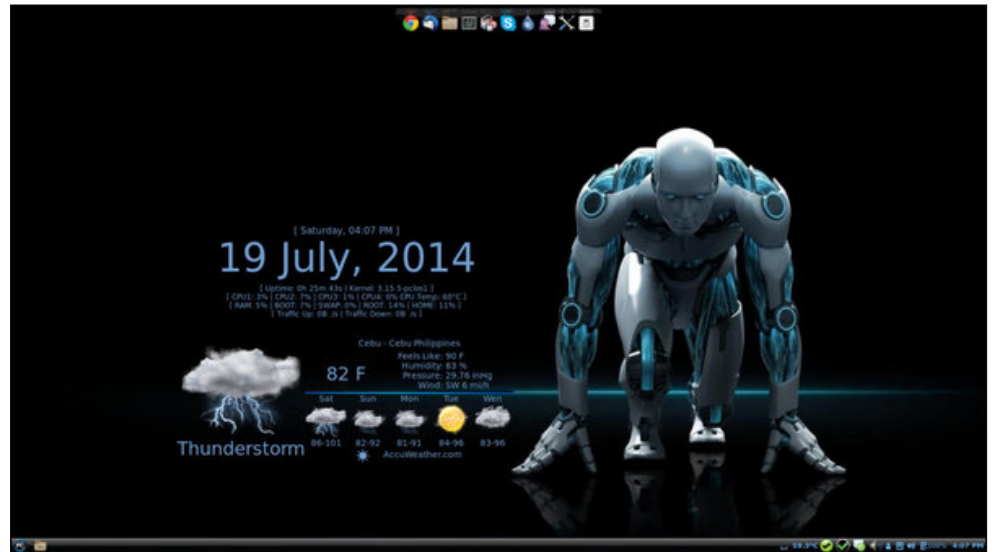 [ Saturday, 04:07 PM ]
19 July, 2014
[ Uptime: 0h 25m 43s | Kernel: 3.15.5-pclos1 ]
[ CPU1: 3% | CPU2: 7% | CPU3: 1% | CPU4: 0% CPU Temp: 60°C ]
[ RAM: 5% | BOOT: 7% | SWAP: 0% | ROOT: 14% | HOME: 11% ]
[ Traffic Up: 0B /s | Traffic Down: 0B /s ]
Cebu - Cebu Philippines
Feels Like: 90 F
Humidity: 83 %
82 F
Pressure: 29.76 inHg
Wind: SW 6 mi/h
Sat Sun Mon Tue Wen
86-101 82-92 81-91 84-96 83-96
Thunderstorm
AccuWeather.com
59.5°C 100% 4:07 PM